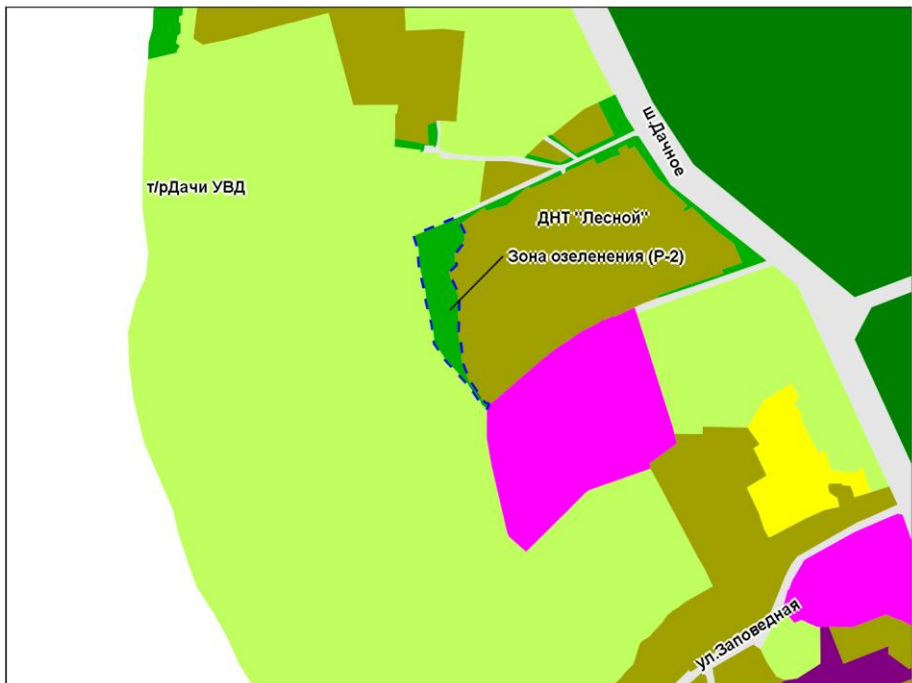 ш.Дачное
т/рДачи УВД
ДНТ "Лесной"
Зона озеленения (Р-2)
ул.Заповедная